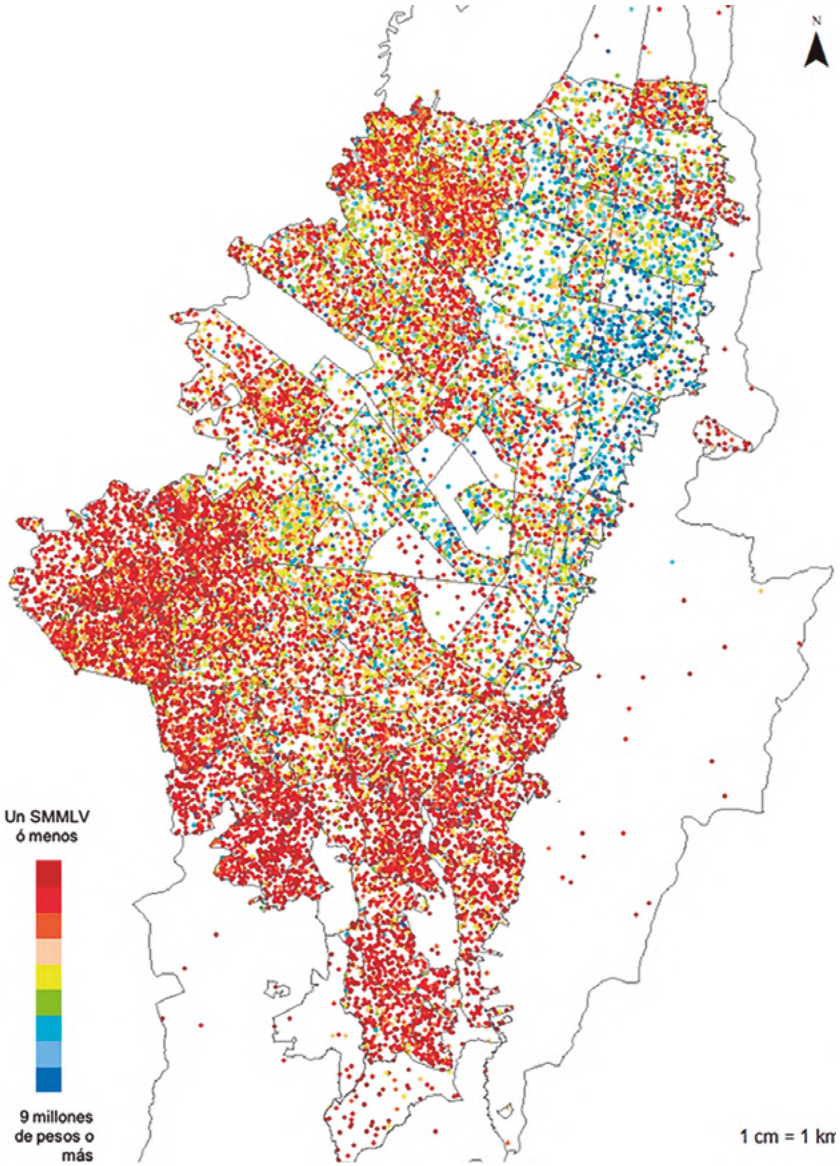 N
Un SMMLV
ó menos
9 millones
de pesos o
más
1 cm = 1 km